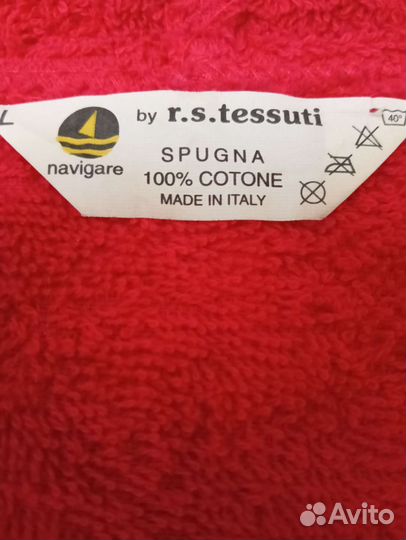 L
by r.s.tessuti
40°
navigare
SPUGNA
100% COTONE
MADE IN ITALY
Avito